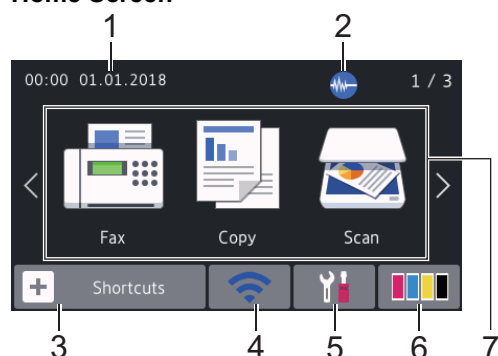 Home Screen
1 2
00:00 01.01.2018 1 / 3
Fax Copy Scan
+ Shortcuts
3 4 5 6 7